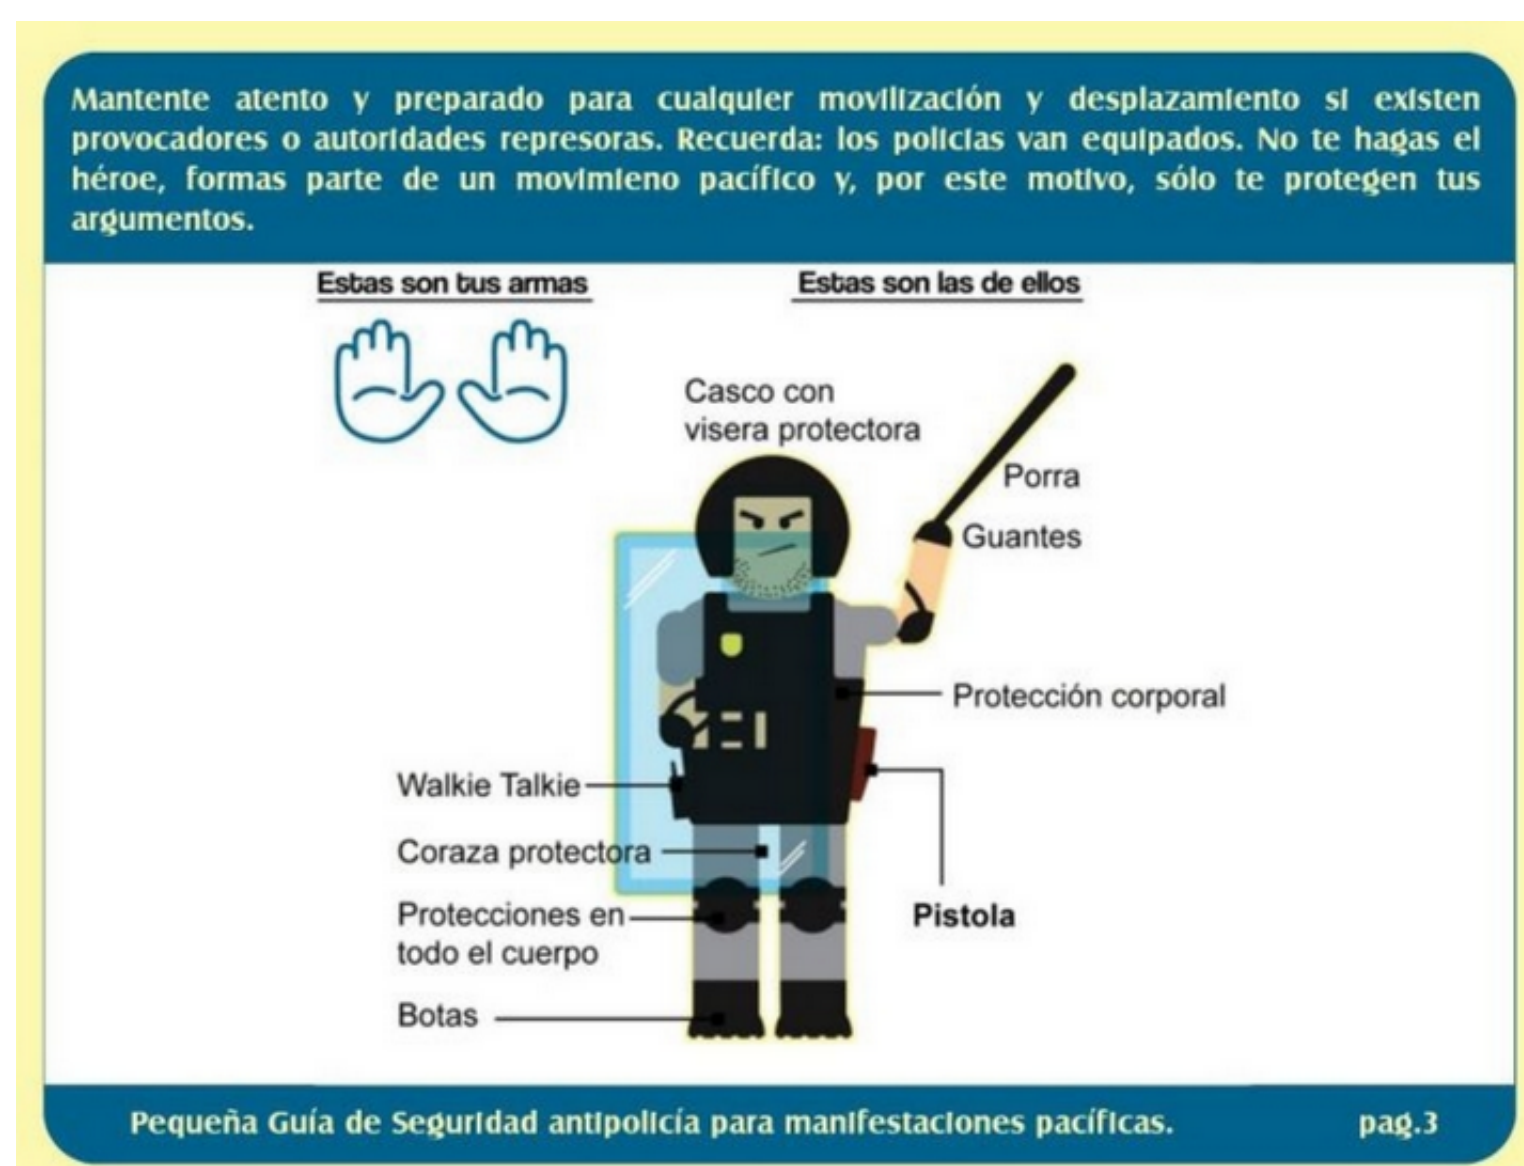 Mantente atento y preparado para cualquier movilización y desplazamiento si existen
provocadores o autoridades represoras. Recuerda: los policias van equipados. No te hagas el
héroe, formas parte de un movimieno pacífico y, por este motivo, sólo te protegen tus
argumentos.
Estas son tus armas
Estas son las de ellos
Casco con
visera protectora
Porra
Guantes
Protección corporal
Walkie Talkie
Coraza protectora
Protecciones en
todo el cuerpo
Pistola
Botas
Pequeña Guía de Seguridad antipolicía para manifestaciones pacíficas.
pag.3